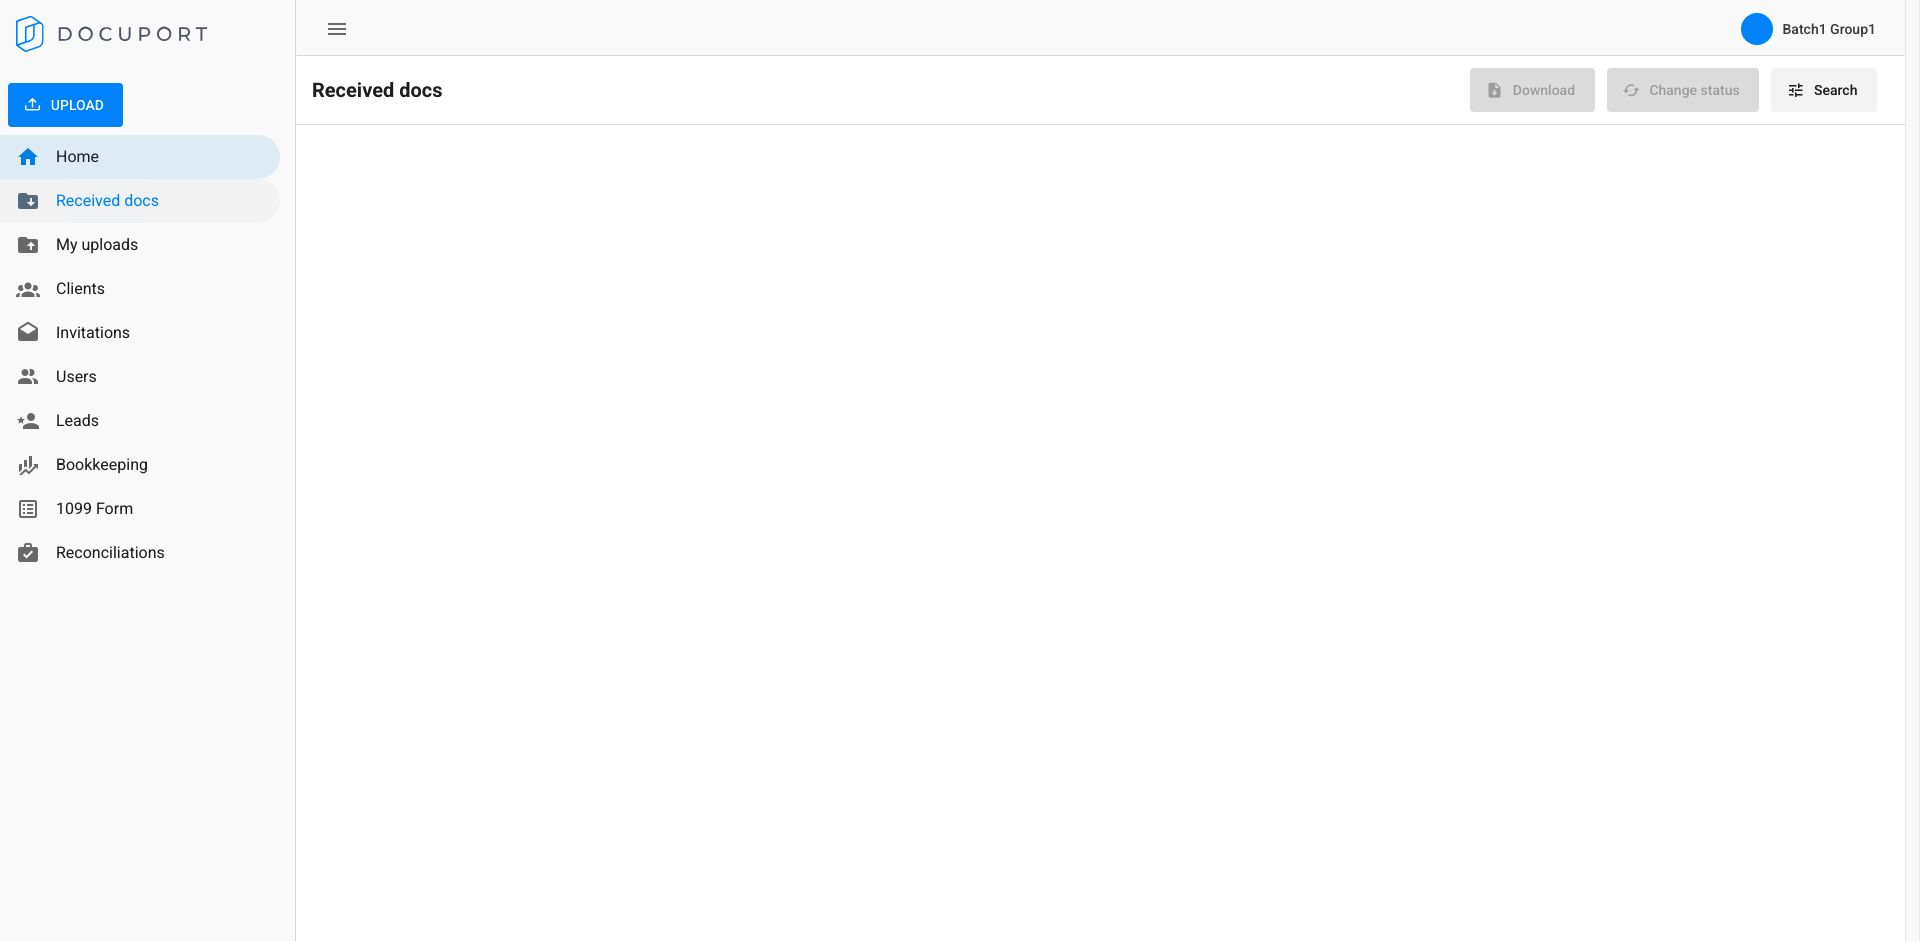 DOCUPORT
Batch1 Group1
Received docs
Download
Change status
Search
UPLOAD
Home
Received docs
My uploads
Clients
Invitations
Users
Leads
Bookkeeping
1099 Form
Reconciliations